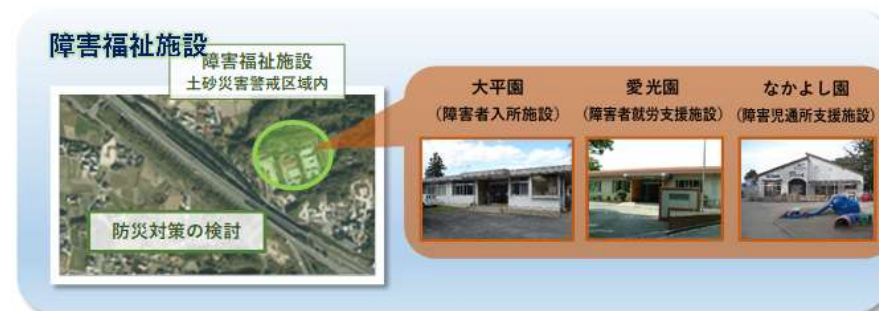 障害福祉施設
障害福祉施設
土砂災害警戒区域内
防災対策の検討
大平園
(障害者入所施設)
愛光園
(障害者就労支援施設)
なかよし園
(障害児通所支援施設)